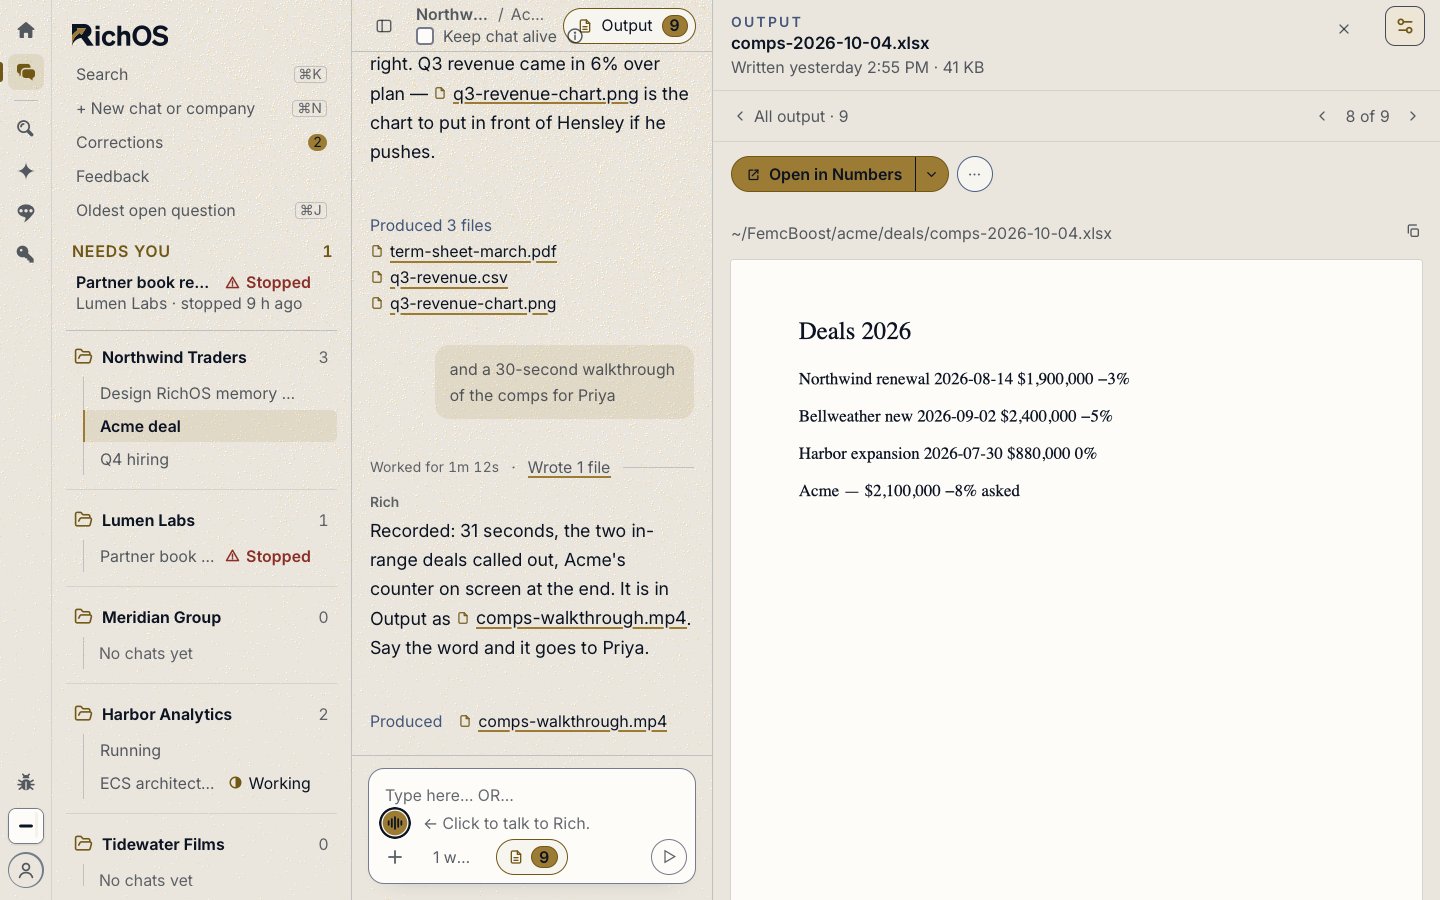 RichOS
Search ⌘K
+ New chat or company ⌘N
Corrections 2
Feedback
Oldest open question ⌘J
NEEDS YOU 1
Partner book re... Stopped
Lumen Labs · stopped 9 h ago
Northwind Traders 3
Design RichOS memory ...
Acme deal
Q4 hiring
Lumen Labs 1
Partner book ... Stopped
Meridian Group 0
No chats yet
Harbor Analytics 2
Running
ECS architect... Working
Tidewater Films 0
No chats yet
Northw... / Ac...
Keep chat alive
Output 9
right. Q3 revenue came in 6% over
plan — q3-revenue-chart.png is the
chart to put in front of Hensley if he
pushes.
Produced 3 files
term-sheet-march.pdf
q3-revenue.csv
q3-revenue-chart.png
and a 30-second walkthrough
of the comps for Priya
Worked for 1m 12s · Wrote 1 file
Rich
Recorded: 31 seconds, the two in-
range deals called out, Acme's
counter on screen at the end. It is in
Output as comps-walkthrough.mp4.
Say the word and it goes to Priya.
Produced comps-walkthrough.mp4
Type here... OR...
← Click to talk to Rich.
1 w... 9
OUTPUT
comps-2026-10-04.xlsx
Written yesterday 2:55 PM · 41 KB
All output · 9
8 of 9
Open in Numbers
~/FemcBoost/acme/deals/comps-2026-10-04.xlsx
Deals 2026
Northwind renewal 2026-08-14 $1,900,000 −3%
Bellweather new 2026-09-02 $2,400,000 −5%
Harbor expansion 2026-07-30 $880,000 0%
Acme — $2,100,000 −8% asked